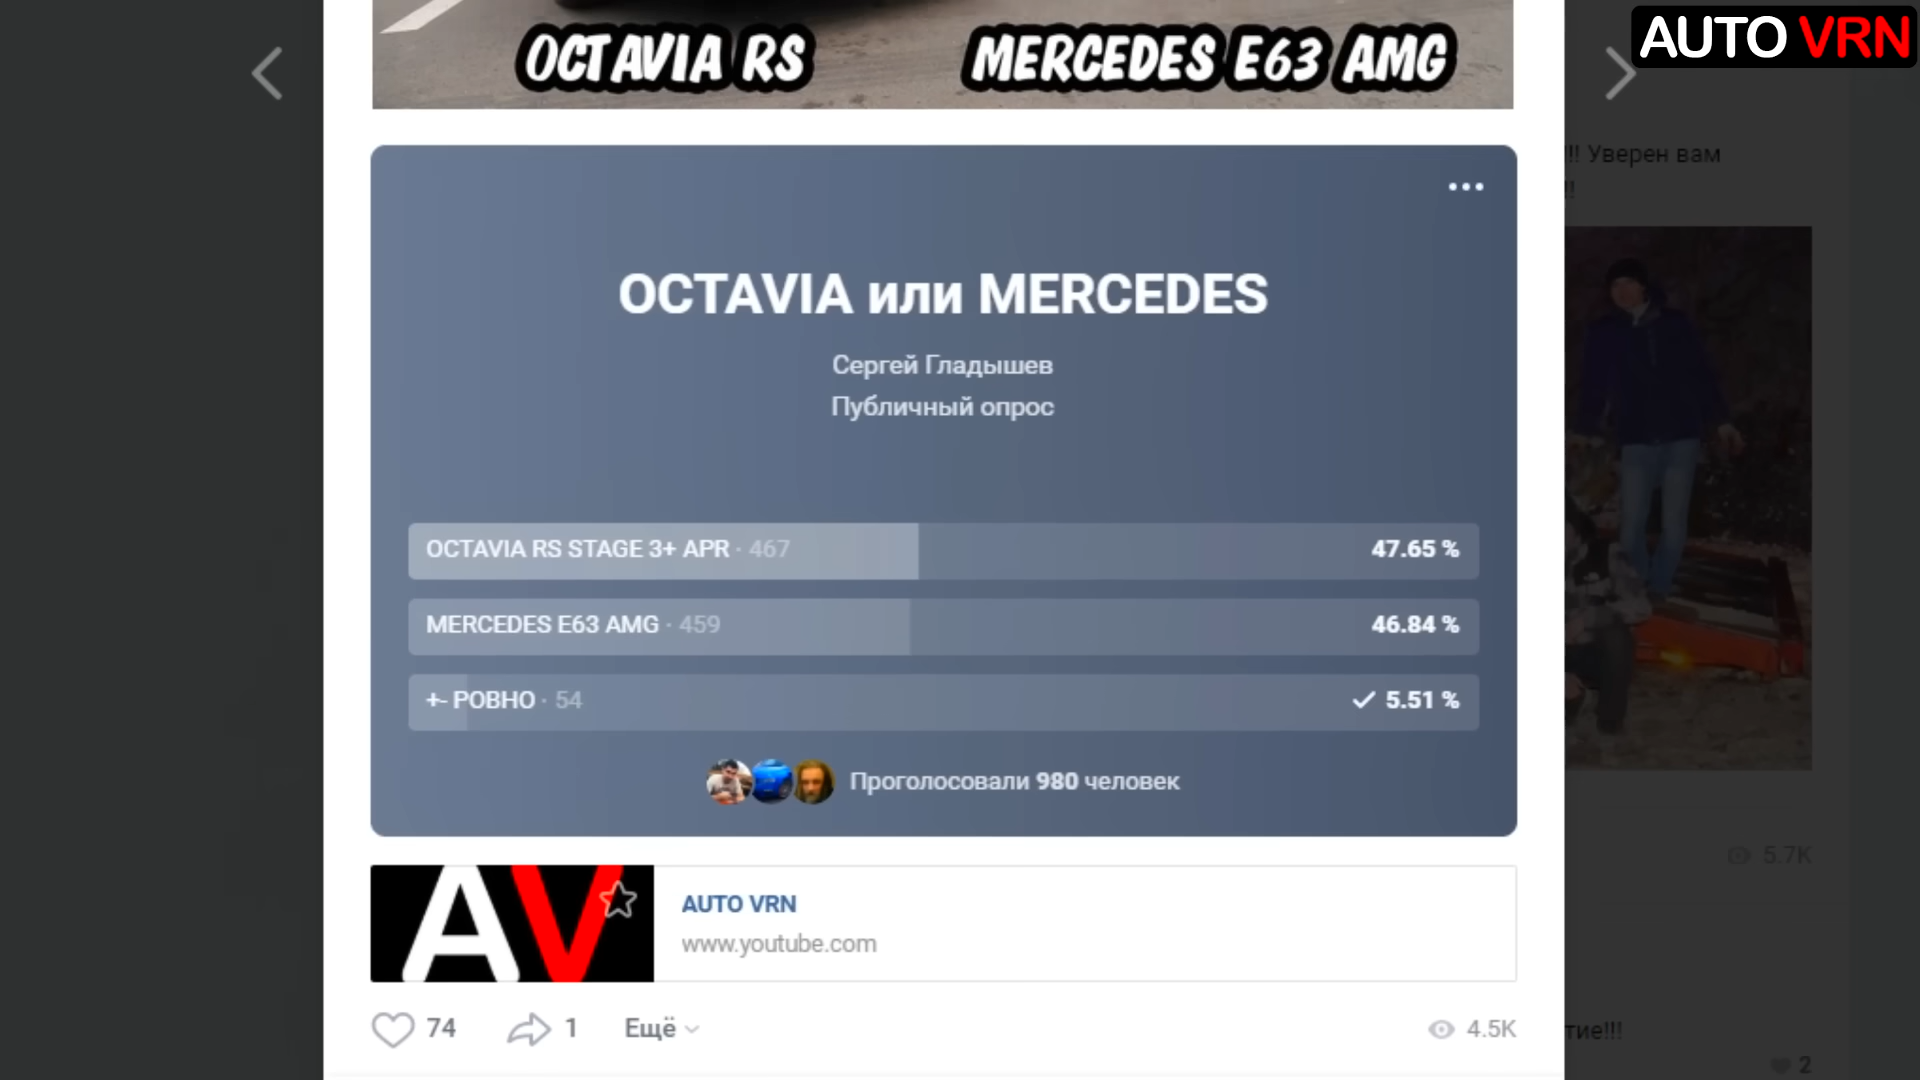 AUTO VRN
OCTAVIA RS
MERCEDES E63 AMG
!!! Уверен вам
!!
OCTAVIA или MERCEDES
Сергей Гладышев
Публичный опрос
OCTAVIA RS STAGE 3+ APR · 467
47.65 %
MERCEDES E63 AMG · 459
46.84 %
+- РОВНО · 54
5.51 %
Проголосовали 980 человек
5.7K
AV
AUTO VRN
www.youtube.com
74
1
Ещё
4.5K
тие!!!
2